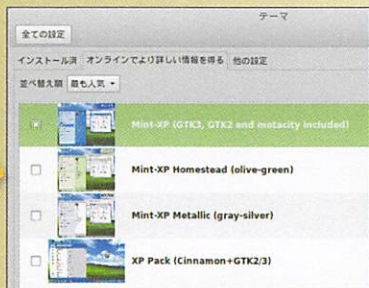 テーマ
全ての設定
インストール済 オンラインでより詳しい情報を得る 他の設定
並べ替え順 最も人気
Mint-XP (GTK3, GTK2 and metacity included)
Mint-XP Homestead (olive-green)
Mint-XP Metallic (gray-silver)
XP Pack (Cinnamon+GTK2/3)